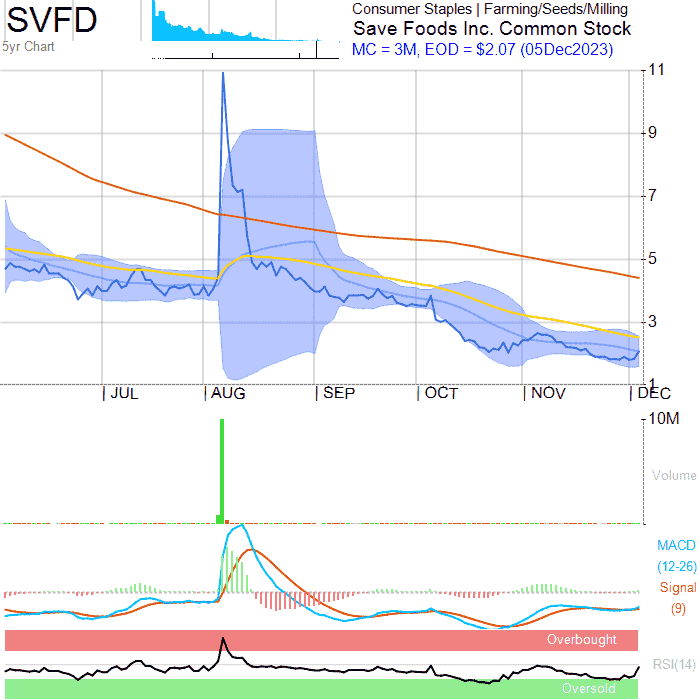 SVFD
5yr Chart
Consumer Staples | Farming/Seeds/Milling
Save Foods Inc. Common Stock
MC = 3M, EOD = $2.07 (05Dec2023)
11
9
7
5
3
1
JUL
AUG
SEP
OCT
NOV
DEC
10M
Volume
MACD
(12-26)
Signal
(9)
Overbought
RSI(14)
Oversold